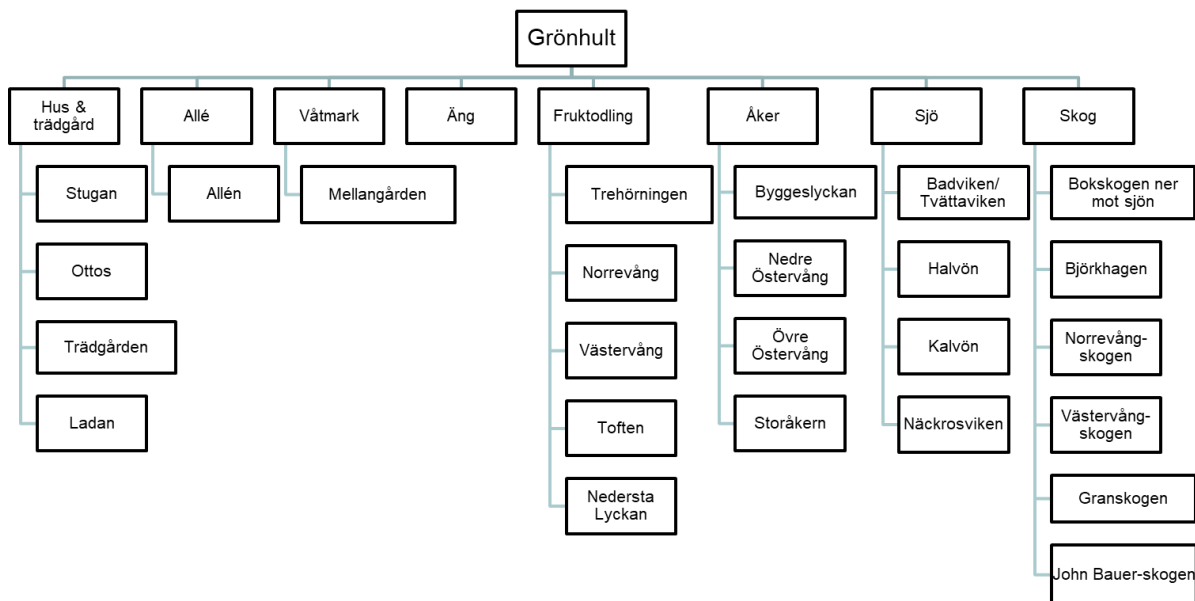 Grönhult
Hus &
trädgård
Allé
Våtmark
Äng
Fruktodling
Åker
Sjö
Skog
Stugan
Ottos
Trädgården
Ladan
Allén
Mellangården
Trehörningen
Norrevång
Västervång
Toften
Nedersta
Lyckan
Byggeslyckan
Nedre
Östervång
Övre
Östervång
Storåkern
Badviken/
Tvättaviken
Halvön
Kalvön
Näckrosviken
Bokskogen ner
mot sjön
Björkhagen
Norrevång-
skogen
Västervång-
skogen
Granskogen
John Bauer-skogen